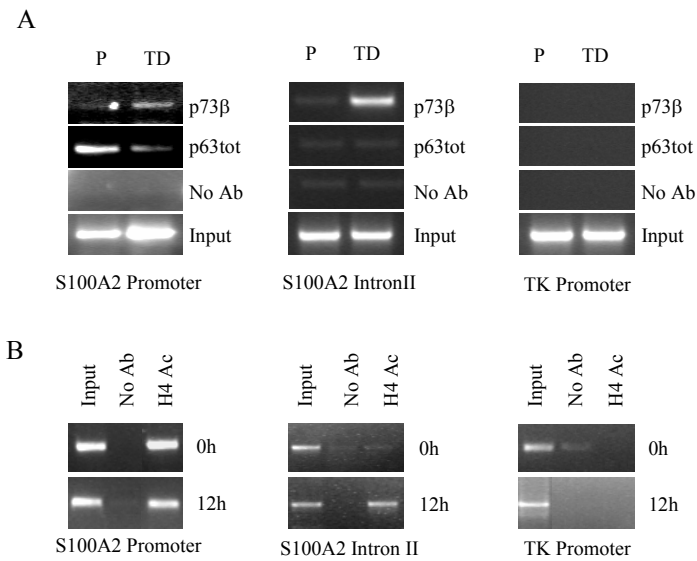 A
P TD
p73β
p63tot
No Ab
Input
S100A2 Promoter
P TD
p73β
p63tot
No Ab
Input
S100A2 IntronII
P TD
p73β
p63tot
No Ab
Input
TK Promoter
B
Input No Ab H4 Ac
0h
12h
S100A2 Promoter
Input No Ab H4 Ac
0h
12h
S100A2 Intron II
Input No Ab H4 Ac
0h
12h
TK Promoter